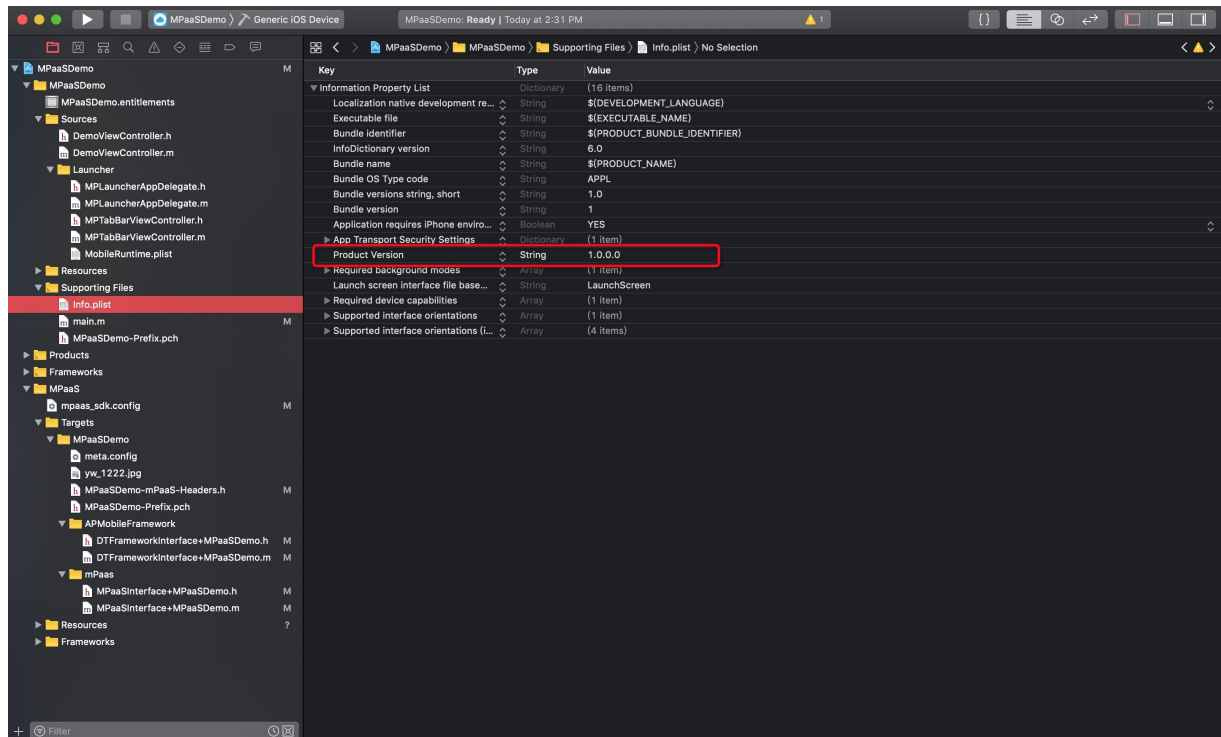 MPaaSDemo 〉 Generic iOS Device
MPaaSDemo: Ready | Today at 2:31 PM
1
{ }
MPaaSDemo 〉 MPaaSDemo 〉 Supporting Files 〉 Info.plist 〉 No Selection
MPaaSDemo M
MPaaSDemo
MPaaSDemo.entitlements
Sources
DemoViewController.h
DemoViewController.m
Launcher
MPLauncherAppDelegate.h
MPLauncherAppDelegate.m
MPTabBarViewController.h
MPTabBarViewController.m
MobileRuntime.plist
Resources
Supporting Files
Info.plist
main.m M
MPaaSDemo-Prefix.pch
Products
Frameworks
MPaaS
mpaas_sdk.config M
Targets
MPaaSDemo
meta.config
yw_1222.jpg
MPaaSDemo-mPaaS-Headers.h M
MPaaSDemo-Prefix.pch
APMobileFramework
DTFrameworkInterface+MPaaSDemo.h M
DTFrameworkInterface+MPaaSDemo.m M
mPaas
MPaaSInterface+MPaaSDemo.h M
MPaaSInterface+MPaaSDemo.m M
Resources ?
Frameworks
Filter
Key Type Value
Information Property List Dictionary (16 items)
Localization native development re... String $(DEVELOPMENT_LANGUAGE)
Executable file String $(EXECUTABLE_NAME)
Bundle identifier String $(PRODUCT_BUNDLE_IDENTIFIER)
InfoDictionary version String 6.0
Bundle name String $(PRODUCT_NAME)
Bundle OS Type code String APPL
Bundle versions string, short String 1.0
Bundle version String 1
Application requires iPhone enviro... Boolean YES
App Transport Security Settings Dictionary (1 item)
Product Version String 1.0.0.0
Required background modes Array (1 item)
Launch screen interface file base... String LaunchScreen
Required device capabilities Array (1 item)
Supported interface orientations Array (1 item)
Supported interface orientations (i... Array (4 items)